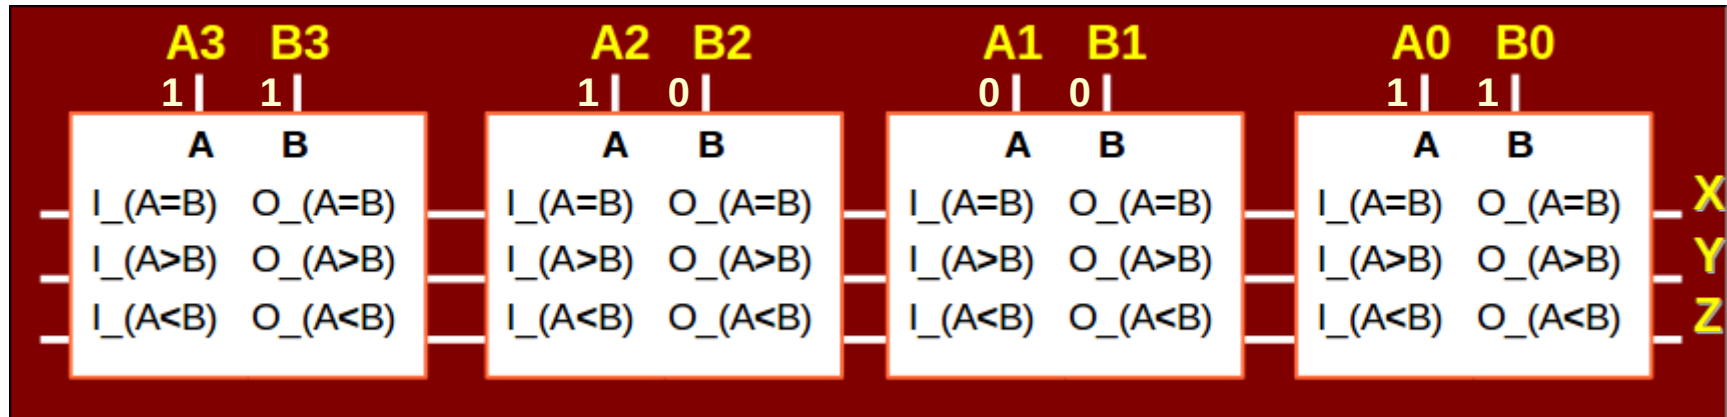 A3 B3 A2 B2 A1 B1 A0 B0
1 1 1 0 0 0 1 1
A B A B A B A B
I_(A=B) O_(A=B) I_(A=B) O_(A=B) I_(A=B) O_(A=B) I_(A=B) O_(A=B) X
I_(A>B) O_(A>B) I_(A>B) O_(A>B) I_(A>B) O_(A>B) I_(A>B) O_(A>B) Y
I_(A<B) O_(A<B) I_(A<B) O_(A<B) I_(A<B) O_(A<B) I_(A<B) O_(A<B) Z